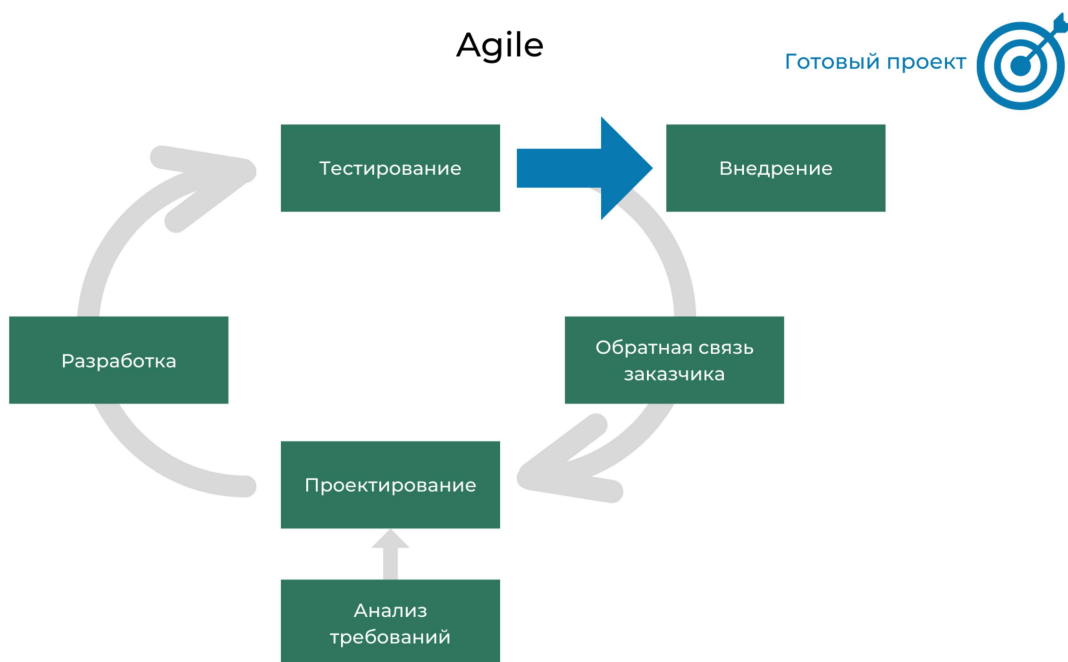 Agile
Готовый проект
Тестирование
Внедрение
Разработка
Обратная связь
заказчика
Проектирование
Анализ
требований